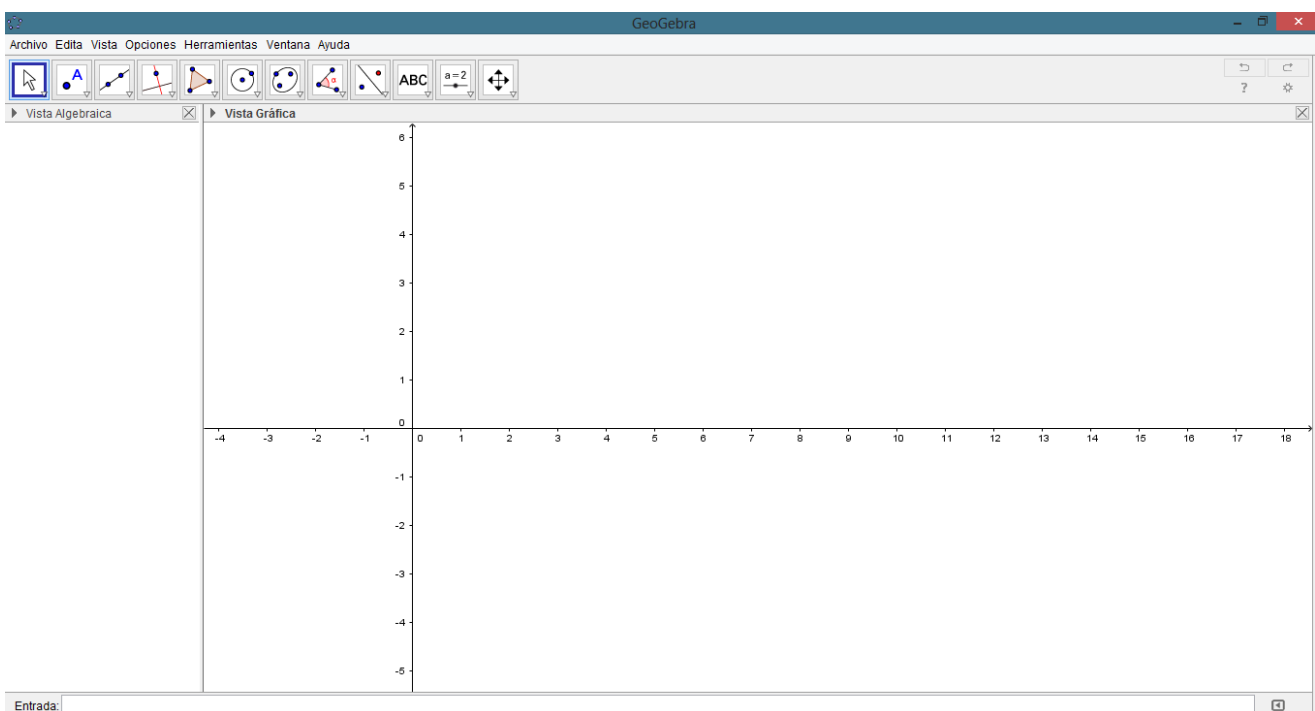 GeoGebra
Archivo Edita Vista Opciones Herramientas Ventana Ayuda
A α ABC a=2
?
Vista Algebraica
Vista Gráfica
6
5
4
3
2
1
0
-4 -3 -2 -1 0 1 2 3 4 5 6 7 8 9 10 11 12 13 14 15 16 17 18
-1
-2
-3
-4
-5
Entrada: